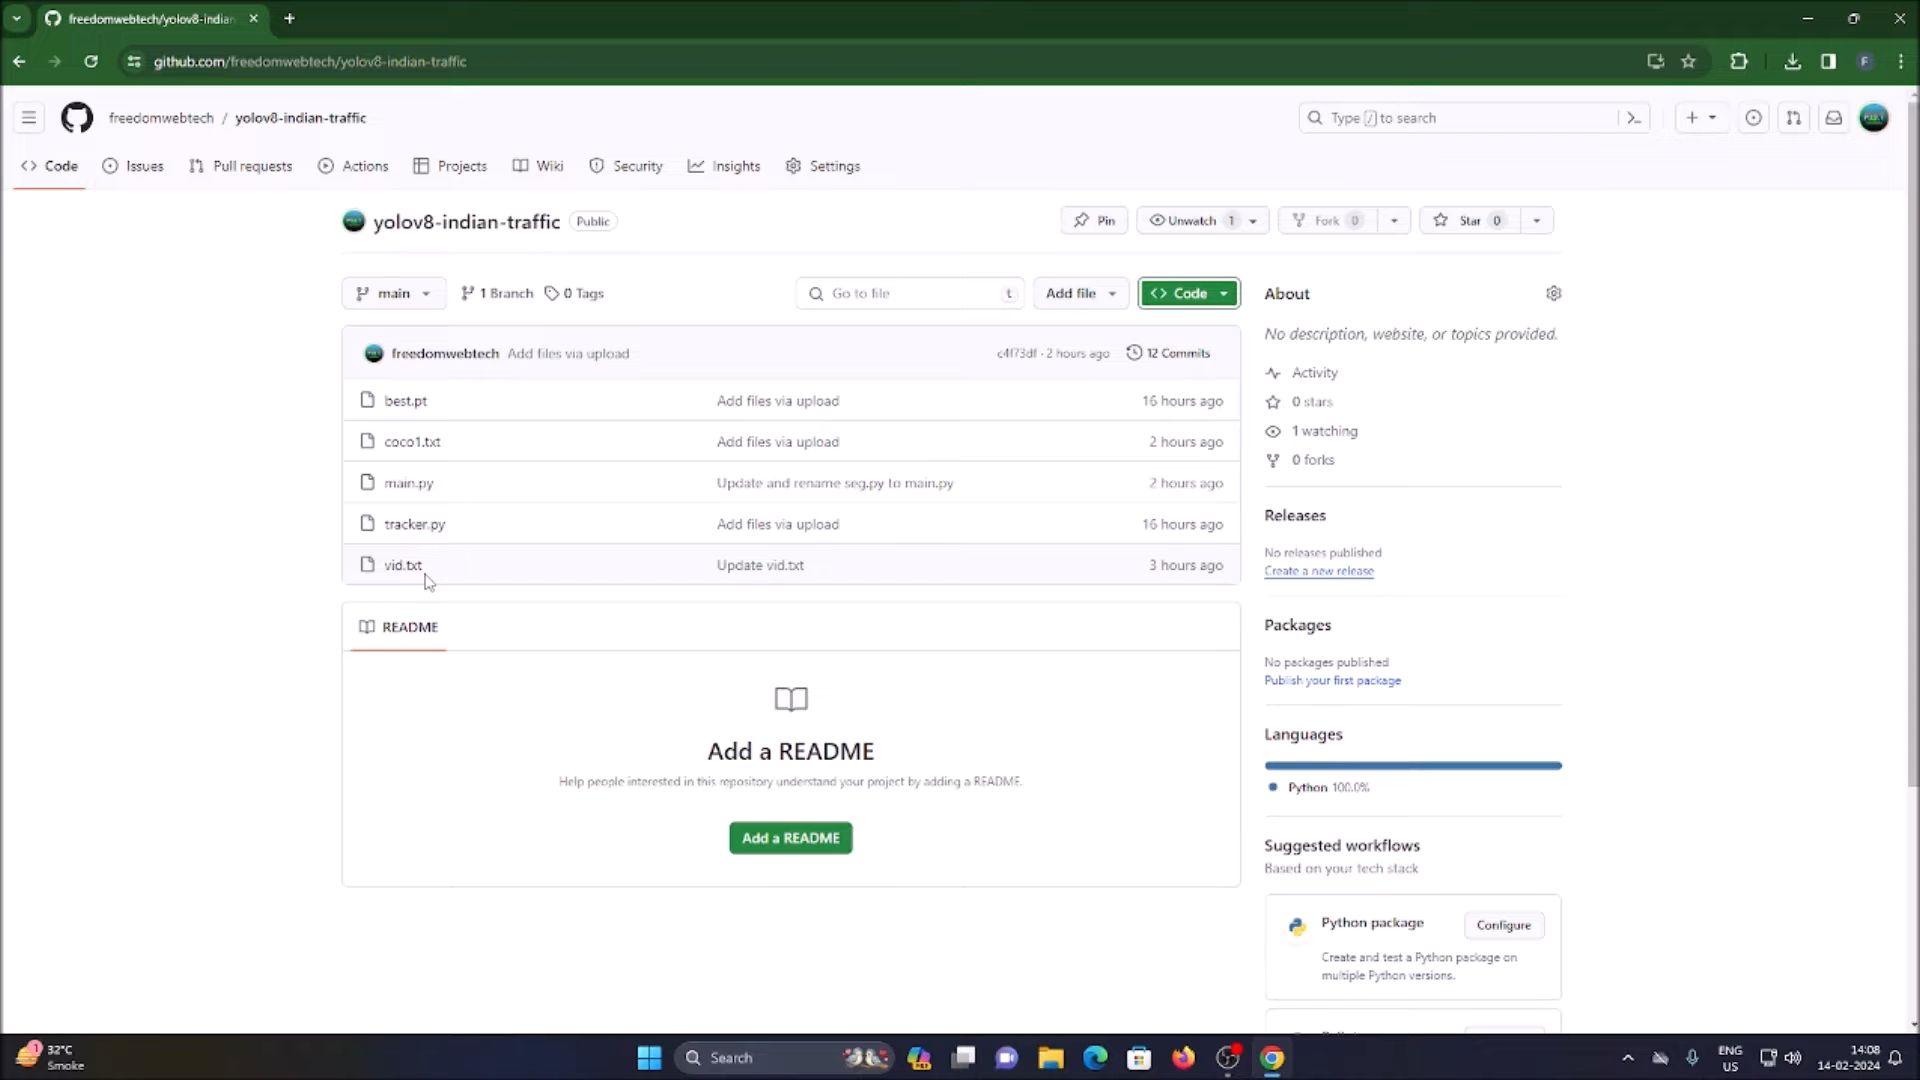 freedomwebtech/yolov8-indian
github.com/freedomwebtech/yolov8-indian-traffic
F
freedomwebtech / yolov8-indian-traffic
Type / to search
Code Issues Pull requests Actions Projects Wiki Security Insights Settings
yolov8-indian-traffic Public
Pin Unwatch 1 Fork 0 Star 0
main 1 Branch 0 Tags Go to file t Add file Code
freedomwebtech Add files via upload c4f73df · 2 hours ago 12 Commits
best.pt Add files via upload 16 hours ago
coco1.txt Add files via upload 2 hours ago
main.py Update and rename seg.py to main.py 2 hours ago
tracker.py Add files via upload 16 hours ago
vid.txt Update vid.txt 3 hours ago
README
Add a README
Help people interested in this repository understand your project by adding a README.
Add a README
About
No description, website, or topics provided.
Activity
0 stars
1 watching
0 forks
Releases
No releases published
Create a new release
Packages
No packages published
Publish your first package
Languages
Python 100.0%
Suggested workflows
Based on your tech stack
Python package Configure
Create and test a Python package on
multiple Python versions.
1
32°C
Smoke
Search
ENG
US
14:08
14-02-2024